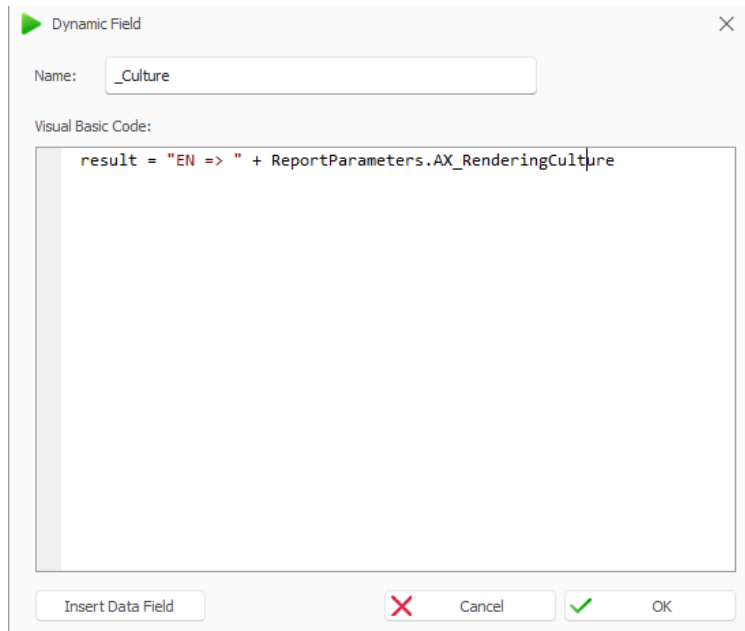 Dynamic Field
Name:
_Culture
Visual Basic Code:
result = "EN => " + ReportParameters.AX_RenderingCulture
Insert Data Field
Cancel
OK